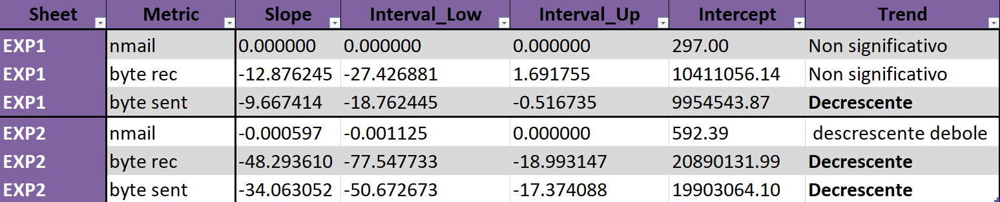 Sheet Metric Slope Interval_Low Interval_Up Intercept Trend
EXP1 nmail 0.000000 0.000000 0.000000 297.00 Non significativo
EXP1 byte rec -12.876245 -27.426881 1.691755 10411056.14 Non significativo
EXP1 byte sent -9.667414 -18.762445 -0.516735 9954543.87 Decrescente
EXP2 nmail -0.000597 -0.001125 0.000000 592.39 descrescente debole
EXP2 byte rec -48.293610 -77.547733 -18.993147 20890131.99 Decrescente
EXP2 byte sent -34.063052 -50.672673 -17.374088 19903064.10 Decrescente